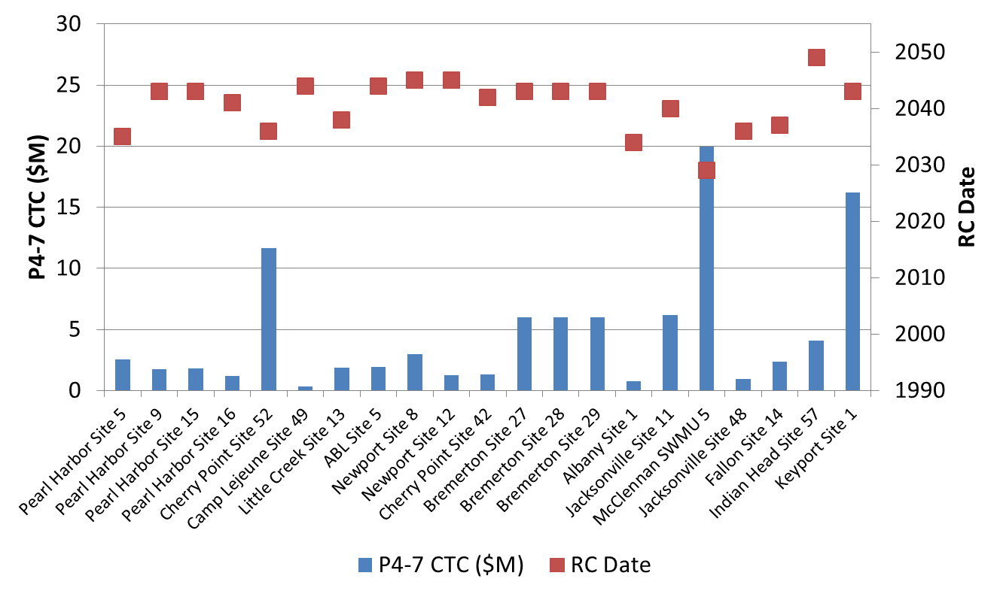 30
25
20
15
10
5
0
P4-7 CTC ($M)
2050
2040
2030
2020
2010
2000
1990
RC Date
Pearl Harbor Site 5
Pearl Harbor Site 9
Pearl Harbor Site 15
Pearl Harbor Site 16
Cherry Point Site 52
Camp Lejeune Site 49
Little Creek Site 13
ABL Site 5
Newport Site 8
Newport Site 12
Cherry Point Site 42
Bremerton Site 27
Bremerton Site 28
Bremerton Site 29
Albany Site 1
Jacksonville Site 11
McClennan SWMU 5
Jacksonville Site 48
Fallon Site 14
Indian Head Site 57
Keyport Site 1
P4-7 CTC ($M) RC Date